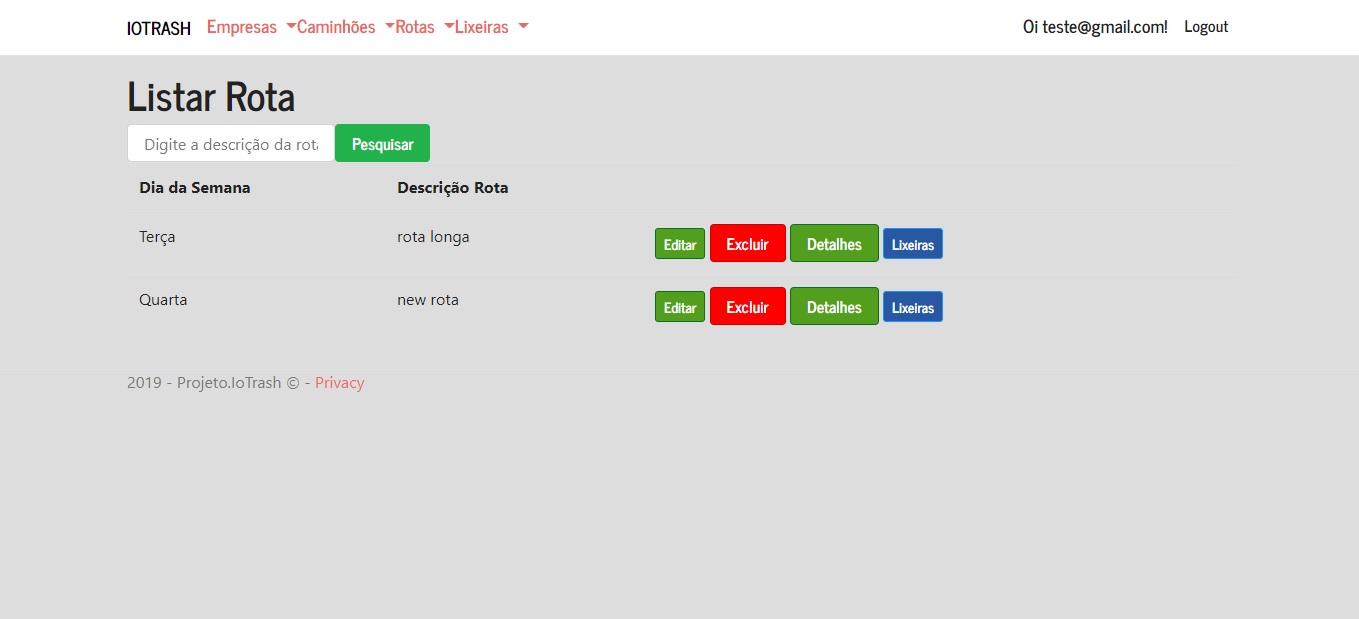 IOTRASH Empresas Caminhões Rotas Lixeiras Oi teste@gmail.com! Logout
Listar Rota
Digite a descrição da rota Pesquisar
Dia da Semana Descrição Rota
Terça rota longa Editar Excluir Detalhes Lixeiras
Quarta new rota Editar Excluir Detalhes Lixeiras
2019 - Projeto.IoTrash © - Privacy